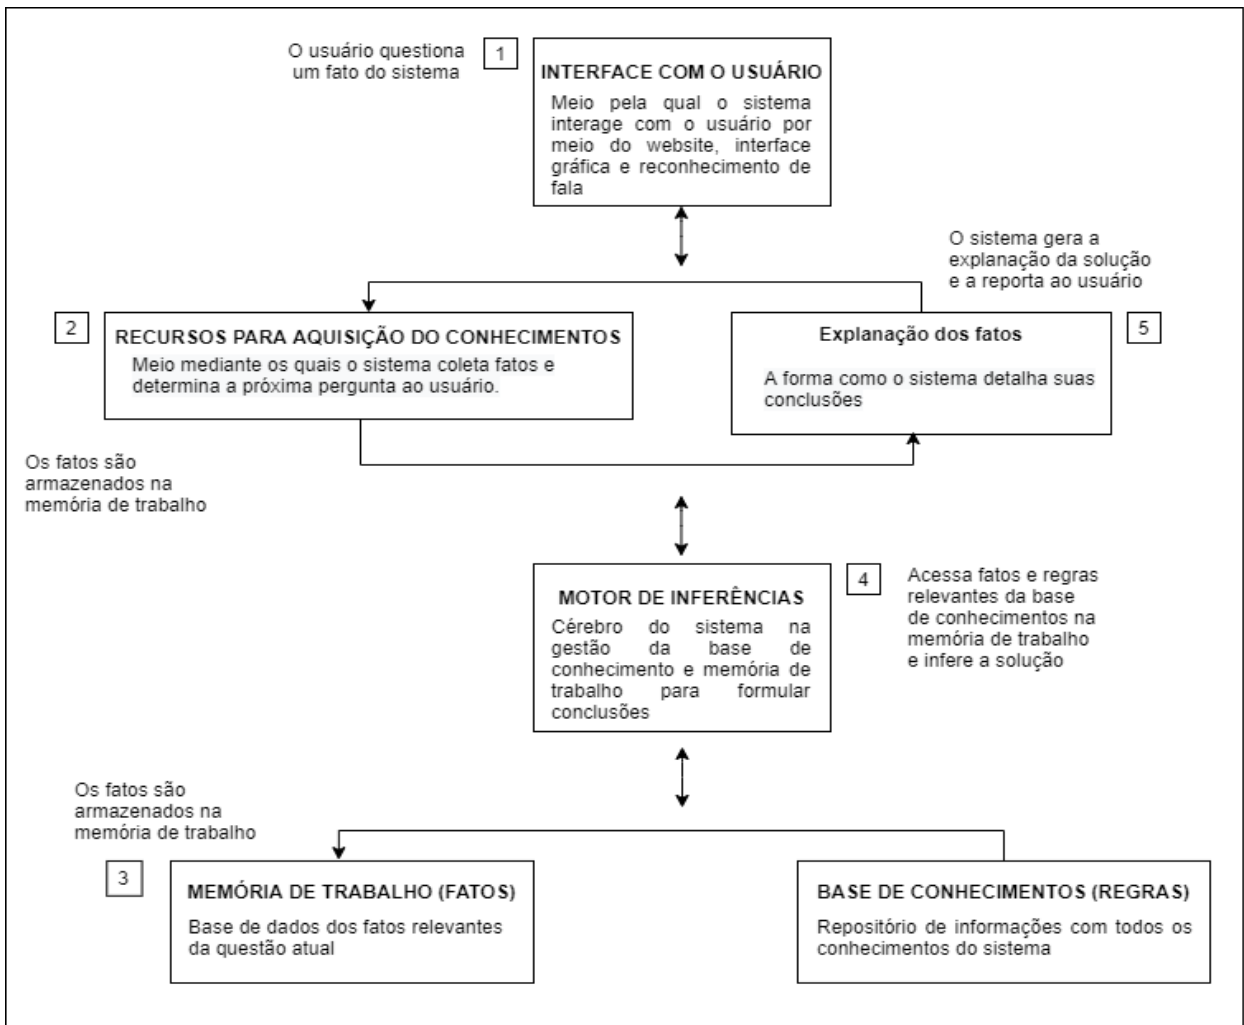 O usuário questiona
um fato do sistema
1
INTERFACE COM O USUÁRIO
Meio pela qual o sistema
interage com o usuário por
meio do website, interface
gráfica e reconhecimento de
fala
O sistema gera a
explanação da solução
e a reporta ao usuário
2
RECURSOS PARA AQUISIÇÃO DO CONHECIMENTOS
Meio mediante os quais o sistema coleta fatos e
determina a próxima pergunta ao usuário.
Explanação dos fatos
A forma como o sistema detalha suas
conclusões
5
Os fatos são
armazenados na
memória de trabalho
MOTOR DE INFERÊNCIAS
Cérebro do sistema na
gestão da base de
conhecimento e memória de
trabalho para formular
conclusões
4
Acessa fatos e regras
relevantes da base
de conhecimentos na
memória de trabalho
e infere a solução
Os fatos são
armazenados na
memória de trabalho
3
MEMÓRIA DE TRABALHO (FATOS)
Base de dados dos fatos relevantes
da questão atual
BASE DE CONHECIMENTOS (REGRAS)
Repositório de informações com todos os
conhecimentos do sistema